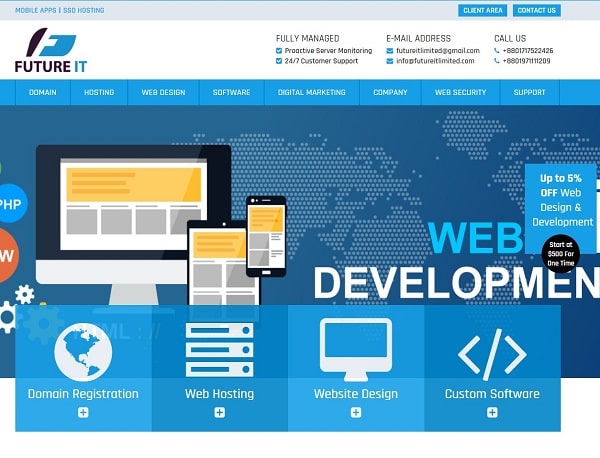 MOBILE APPS | SSD HOSTING
CLIENT AREA
CONTACT US
FUTURE IT
FULLY MANAGED
Proactive Server Monitoring
24/7 Customer Support
E-MAIL ADDRESS
futureitlimited@gmail.com
info@futureitlimited.com
CALL US
+8801717522426
+8801971111209
DOMAIN
HOSTING
WEB DESIGN
SOFTWARE
DIGITAL MARKETING
COMPANY
WEB SECURITY
SUPPORT
PHP
W
Up to 5%
OFF Web
Design &
Development
Start at
$500 For
One Time
WEB
DEVELOPMEN
Domain Registration
Web Hosting
Website Design
Custom Software